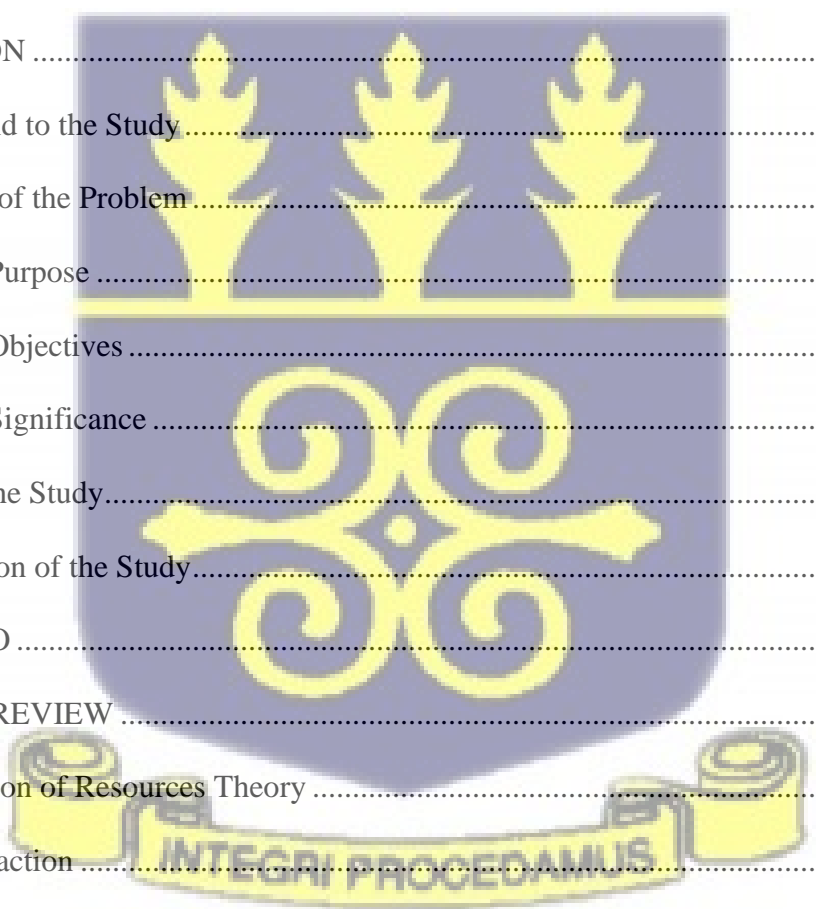 ON ..........................................................................................
d to the Study ..........................................................................................
of the Problem ..........................................................................................
Purpose ..........................................................................................
Objectives ..........................................................................................
Significance ..........................................................................................
he Study ..........................................................................................
on of the Study ..........................................................................................
O ..........................................................................................
REVIEW ..........................................................................................
on of Resources Theory ..........................................................................................
action ..........................................................................................
INTEGRI PROCEDAMUS